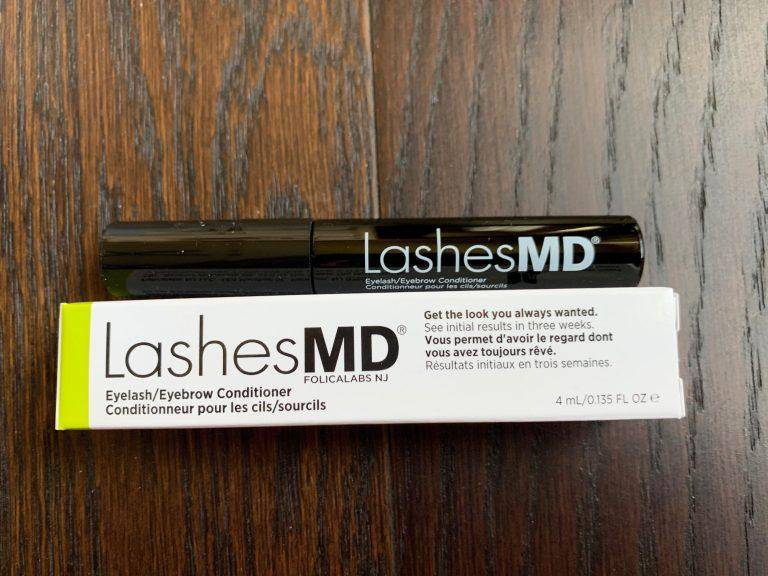 LashesMD®
Eyelash/Eyebrow Conditioner
Conditionneur pour les cils/sourcils
LashesMD®
FOLICALABS NJ
Eyelash/Eyebrow Conditioner
Conditionneur pour les cils/sourcils
Get the look you always wanted.
See initial results in three weeks.
Vous permet d'avoir le regard dont
vous avez toujours rêvé.
Résultats initiaux en trois semaines.
4 mL/0.135 FL OZ ℮